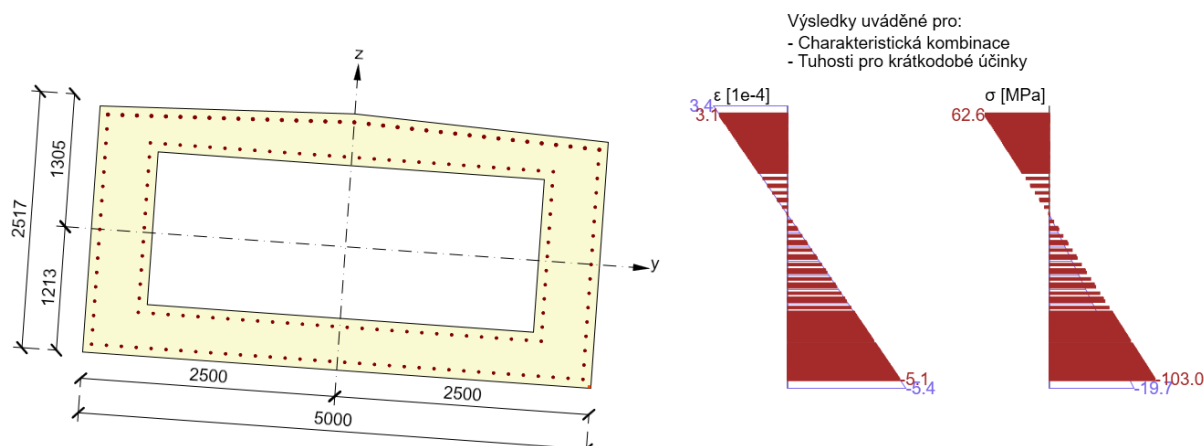 Výsledky uváděné pro:
- Charakteristická kombinace
- Tuhosti pro krátkodobé účinky
z
y
1305
2517
1213
2500
2500
5000
ε [1e-4]
3.4
3.1
-5.1
-5.4
σ [MPa]
62.6
-103.0
-19.7